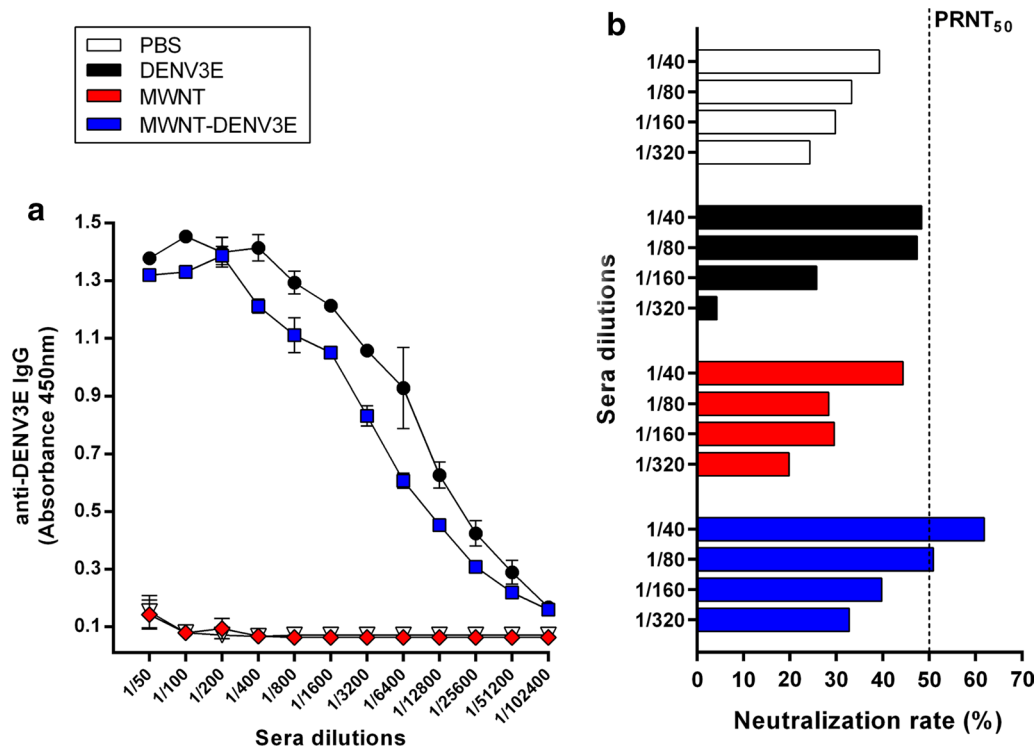 PBS
DENV3E
MWNT
MWNT-DENV3E
a
1.5
1.3
1.1
0.9
0.7
0.5
0.3
0.1
anti-DENV3E IgG
(Absorbance 450nm)
1/50
1/100
1/200
1/400
1/800
1/1600
1/3200
1/6400
1/12800
1/25600
1/51200
1/102400
Sera dilutions
b
PRNT50
1/40
1/80
1/160
1/320
1/40
1/80
1/160
1/320
1/40
1/80
1/160
1/320
1/40
1/80
1/160
1/320
Sera dilutions
0 10 20 30 40 50 60 70
Neutralization rate (%)